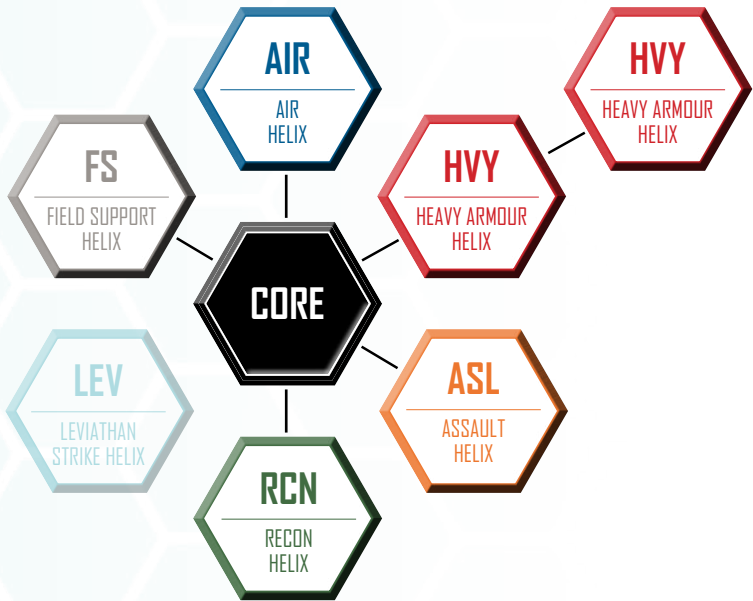 AIR
AIR
HELIX
HVY
HEAVY ARMOUR
HELIX
FS
FIELD SUPPORT
HELIX
HVY
HEAVY ARMOUR
HELIX
CORE
LEV
LEVIATHAN
STRIKE HELIX
ASL
ASSAULT
HELIX
RCN
RECON
HELIX